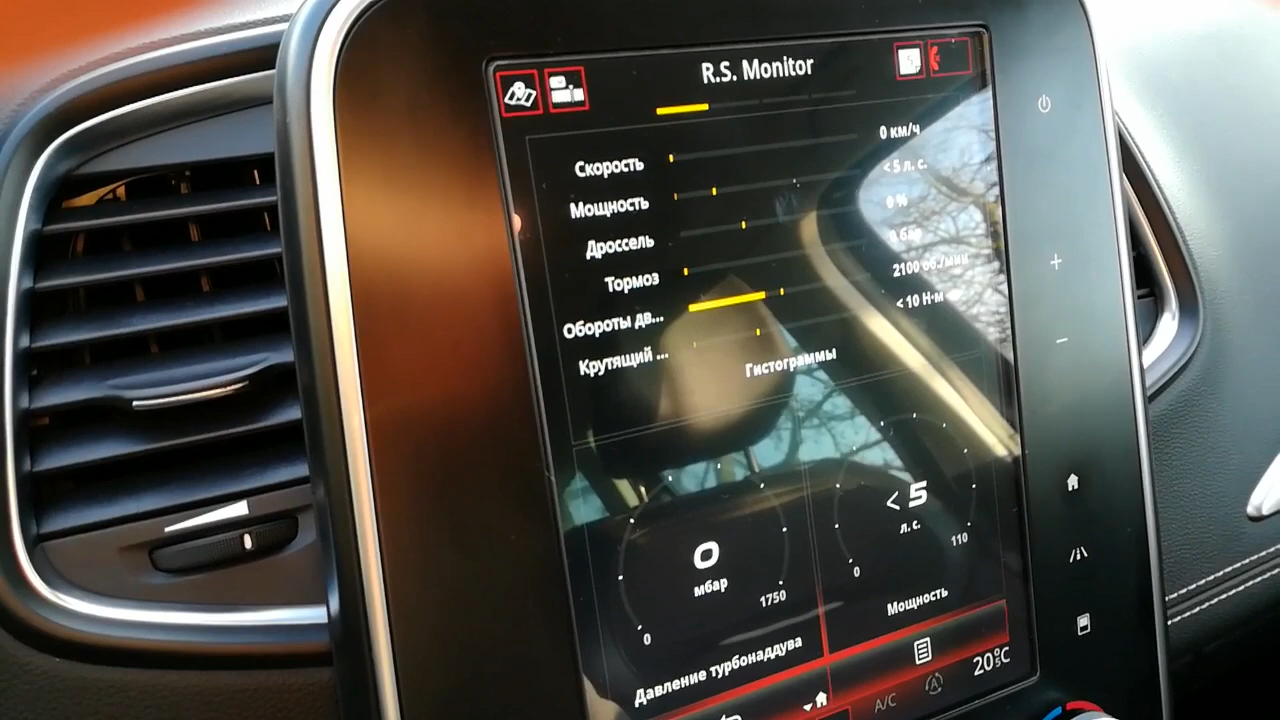 R.S. Monitor
Скорость 0 км/ч
Мощность < 5 л. с.
Дроссель 0 %
Тормоз 0 бар
Обороты дв... 2100 об./мин
Крутящий ... < 10 Н·м
Гистограммы
0
мбар
0 1750
Давление турбонаддува
< 5
л. с.
0 110
Мощность
A/C
20°5C